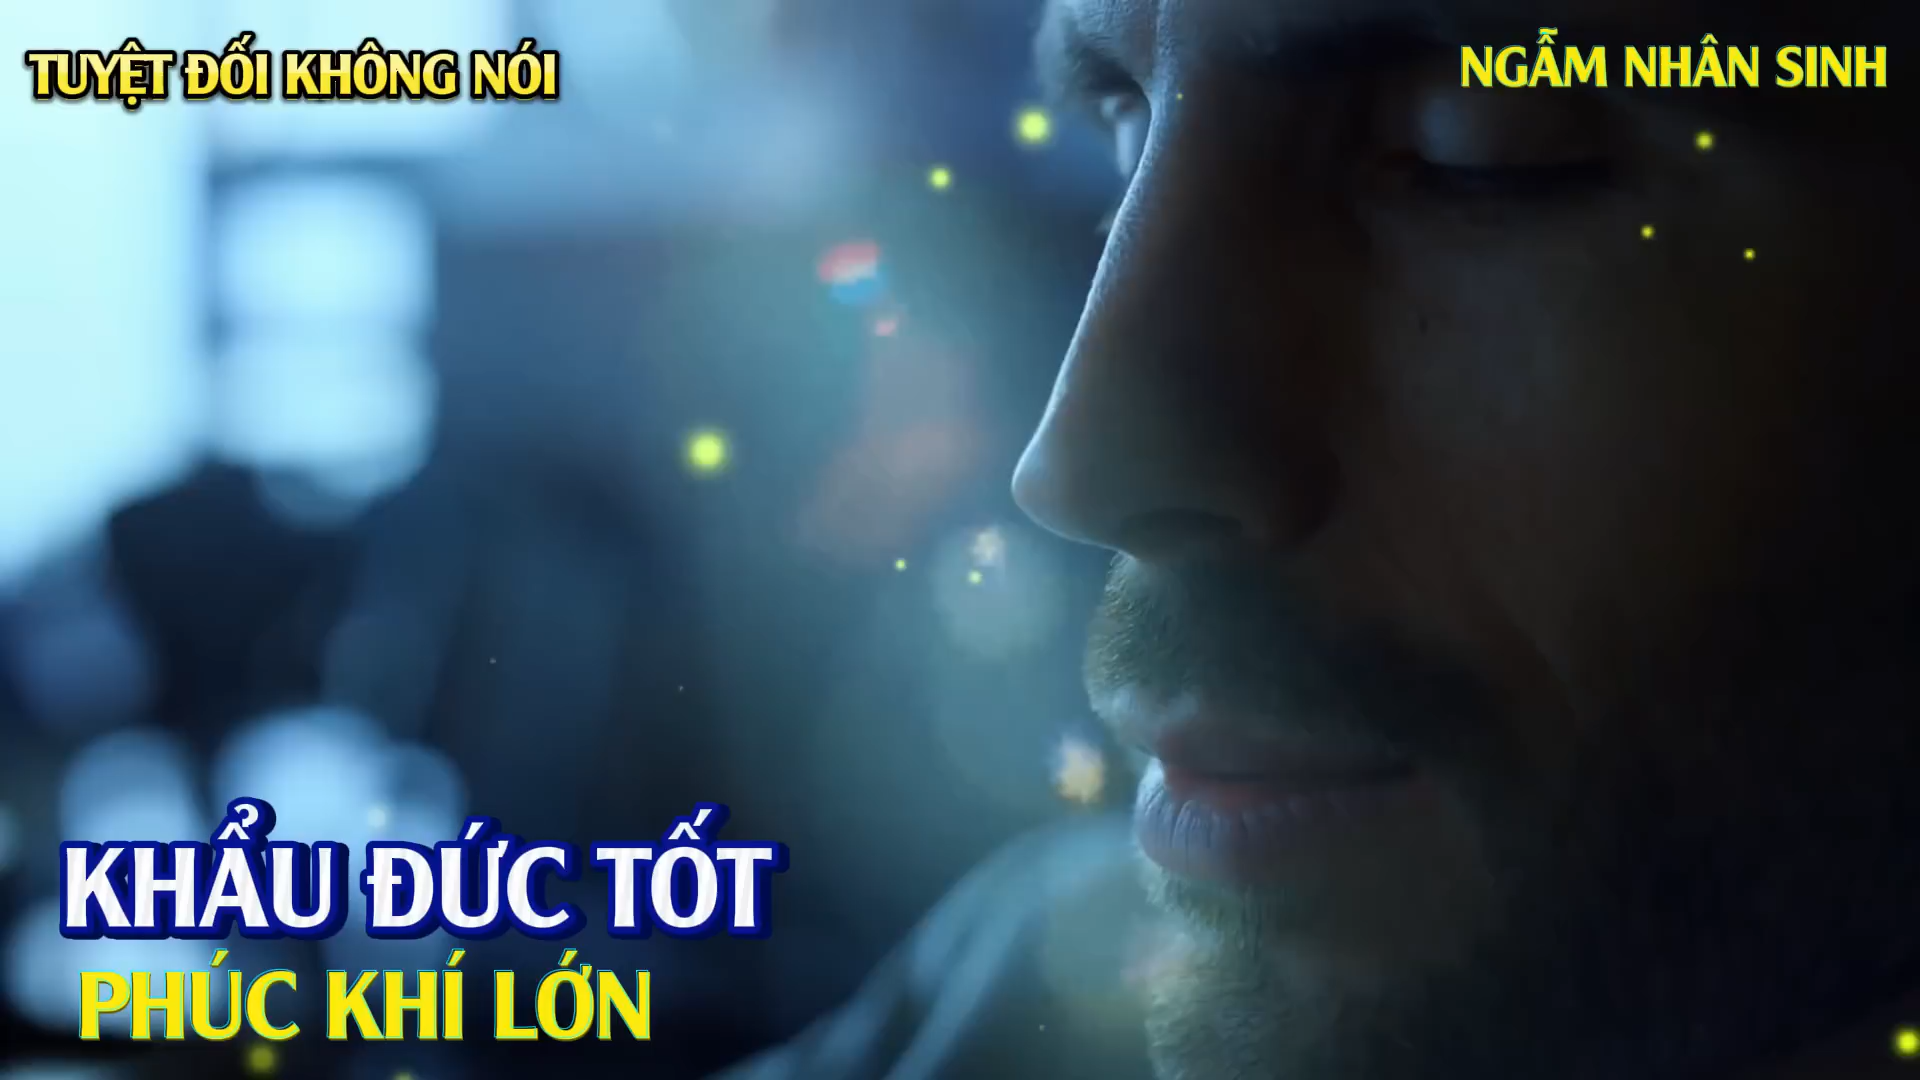 TUYỆT ĐỐI KHÔNG NÓI
NGẪM NHÂN SINH
KHẨU ĐỨC TỐT
PHÚC KHÍ LỚN